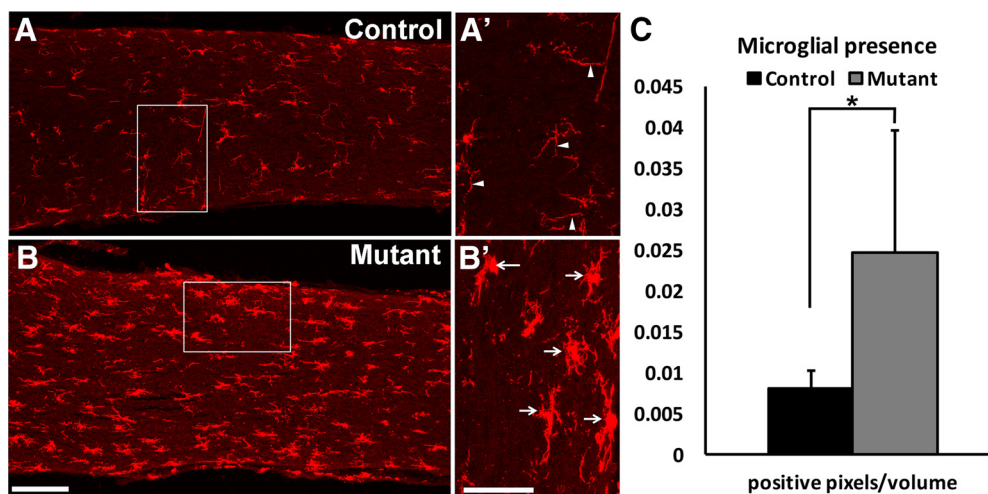 A
Control
A'
B
Mutant
B'
C
Microglial presence
Control
Mutant
*
0.045
0.04
0.035
0.03
0.025
0.02
0.015
0.01
0.005
0
positive pixels/volume